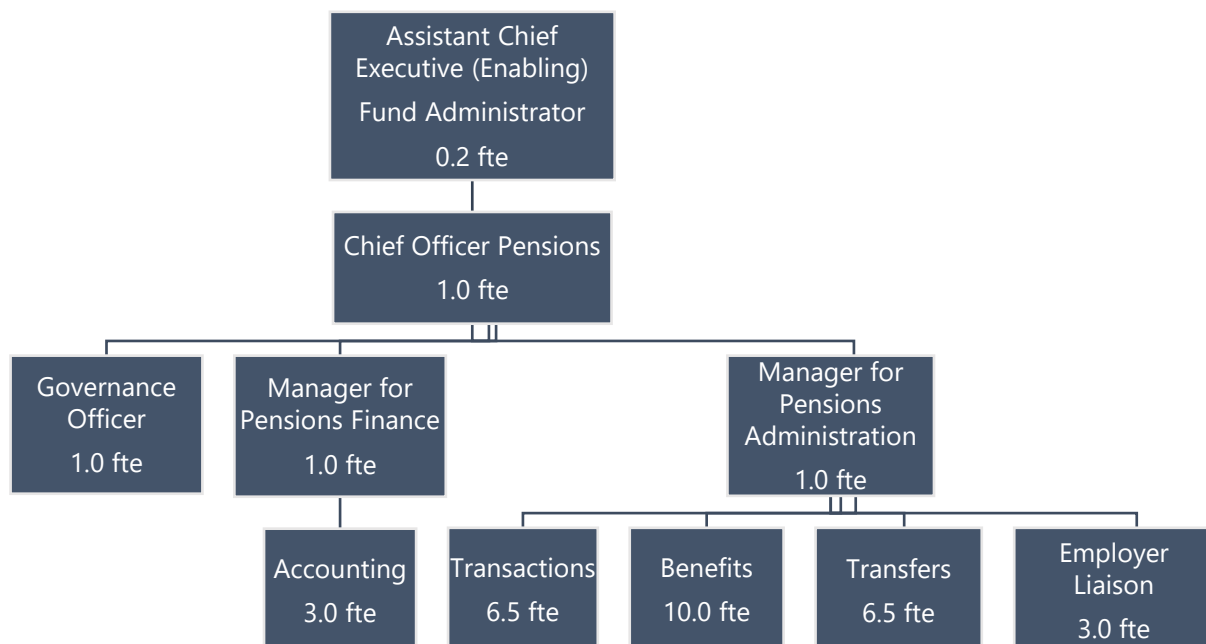 Assistant Chief
Executive (Enabling)
Fund Administrator
0.2 fte
Chief Officer Pensions
1.0 fte
Governance
Officer
1.0 fte
Manager for
Pensions Finance
1.0 fte
Manager for
Pensions
Administration
1.0 fte
Accounting
3.0 fte
Transactions
6.5 fte
Benefits
10.0 fte
Transfers
6.5 fte
Employer
Liaison
3.0 fte